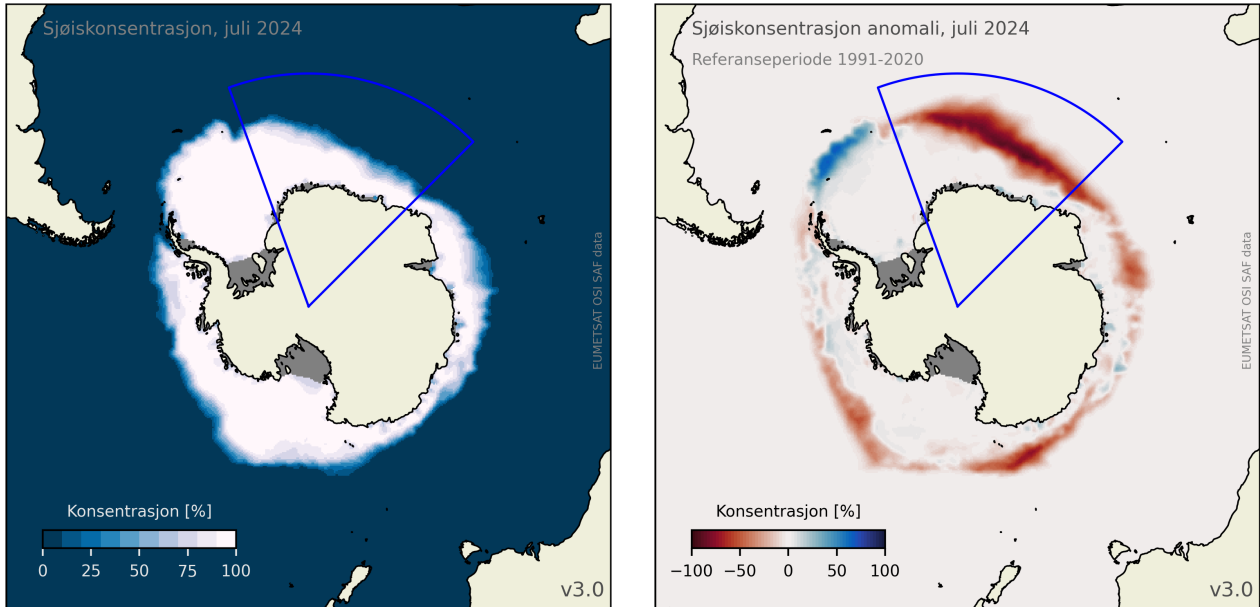 Sjøiskonsentrasjon, juli 2024
EUMETSAT OSI SAF data
Konsentrasjon [%]
0 25 50 75 100
v3.0
Sjøiskonsentrasjon anomali, juli 2024
Referanseperiode 1991-2020
EUMETSAT OSI SAF data
Konsentrasjon [%]
−100 −50 0 50 100
v3.0